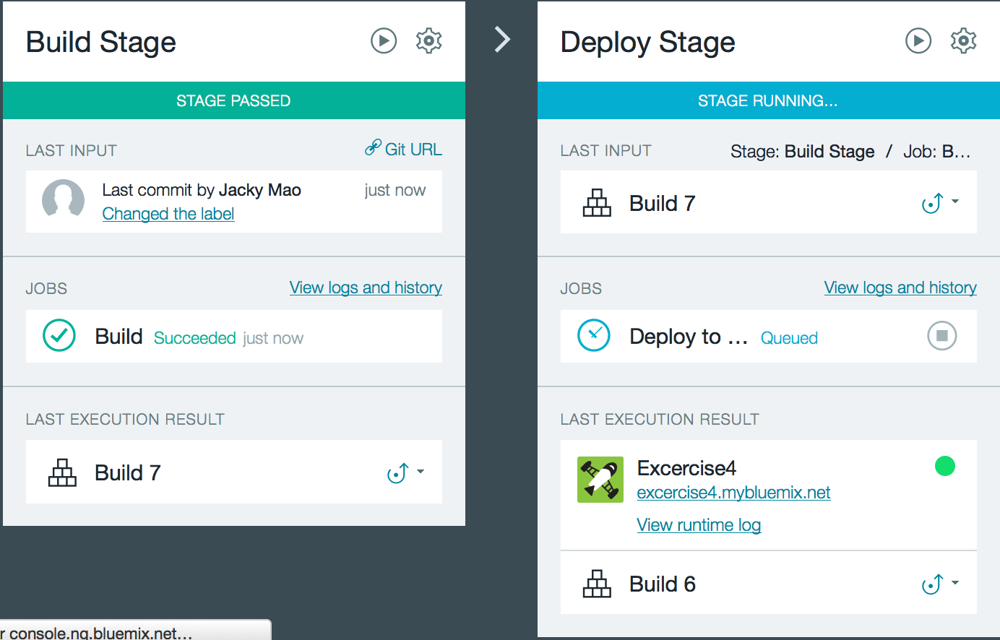 Build Stage
STAGE PASSED
LAST INPUT
Git URL
Last commit by Jacky Mao
just now
Changed the label
JOBS
View logs and history
Build Succeeded just now
LAST EXECUTION RESULT
Build 7
Deploy Stage
STAGE RUNNING...
LAST INPUT
Stage: Build Stage / Job: B...
Build 7
JOBS
View logs and history
Deploy to ... Queued
LAST EXECUTION RESULT
Excercise4
excercise4.mybluemix.net
View runtime log
Build 6
r console.ng.bluemix.net...